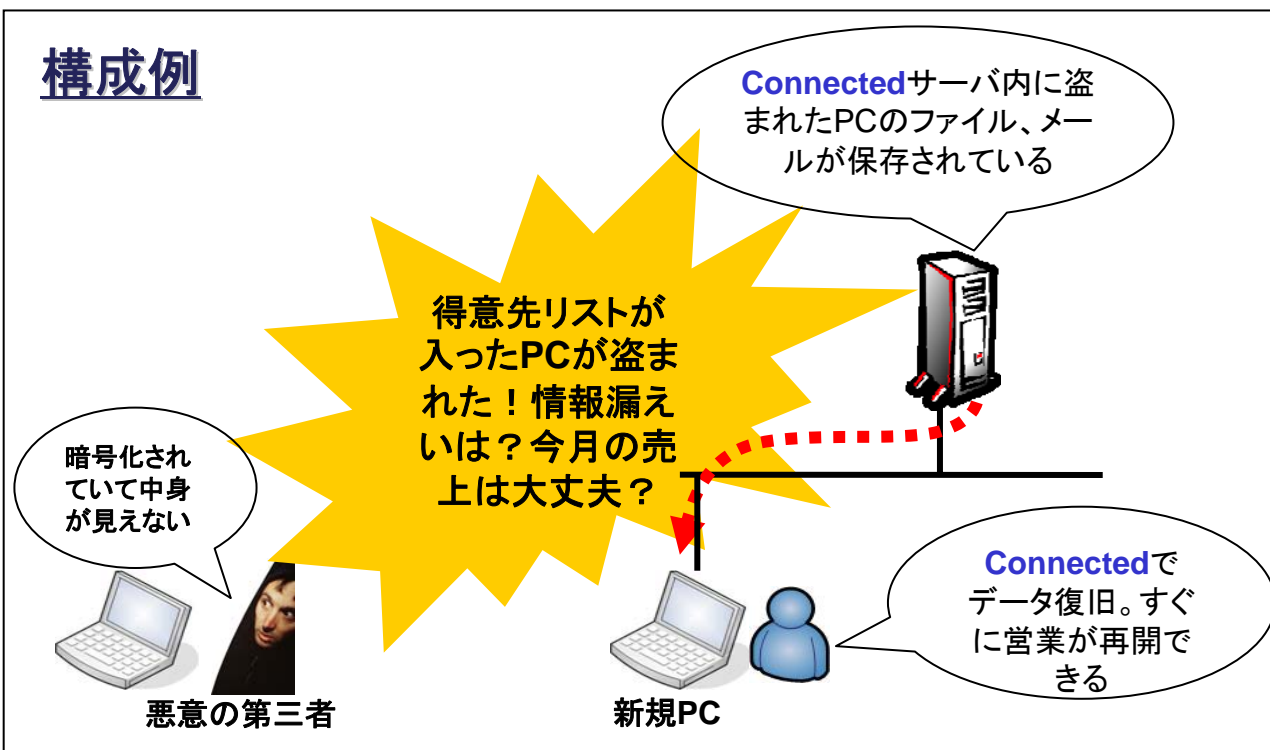 構成例
Connectedサーバ内に盗
まれたPCのファイル、メー
ルが保存されている
得意先リストが
入ったPCが盗ま
れた！情報漏え
いは？今月の売
上は大丈夫？
暗号化され
ていて中身
が見えない
Connectedで
データ復旧。すぐ
に営業が再開で
きる
悪意の第三者
新規PC